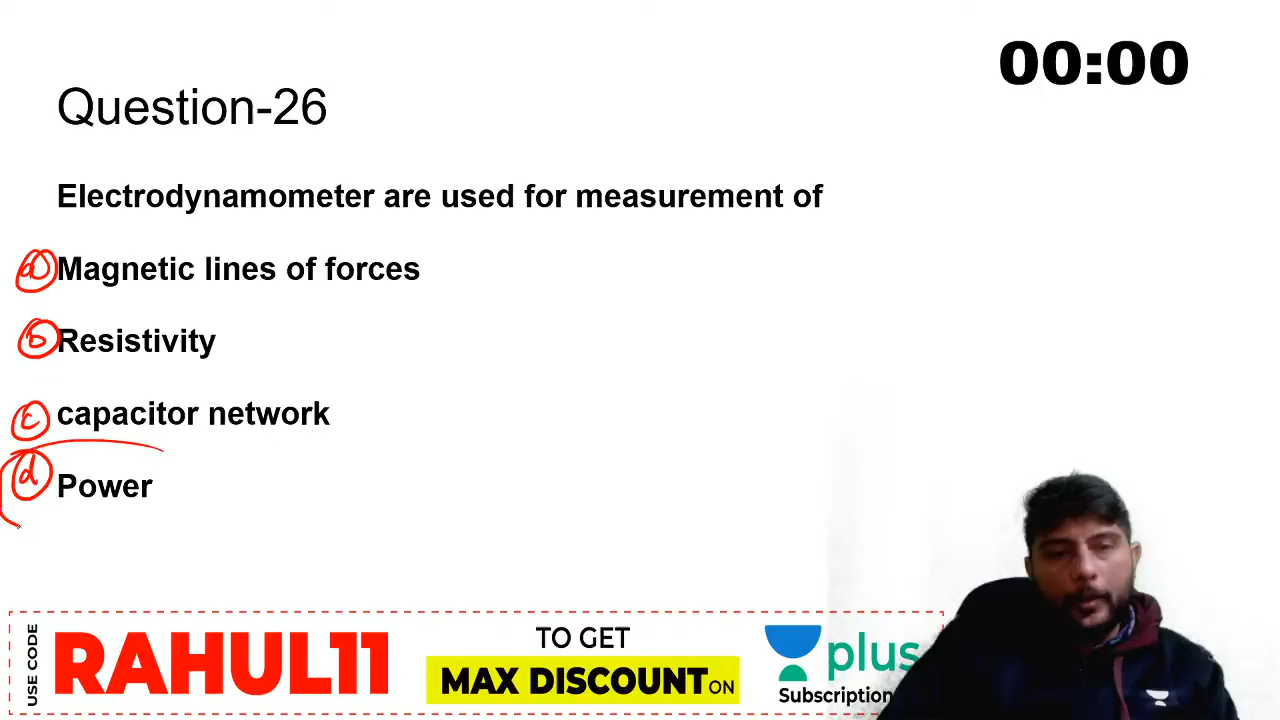 00:00
Question-26
Electrodynamometer are used for measurement of
a Magnetic lines of forces
b Resistivity
c capacitor network
d Power
USE CODE
RAHUL11
TO GET
MAX DISCOUNT ON
plus
Subscription